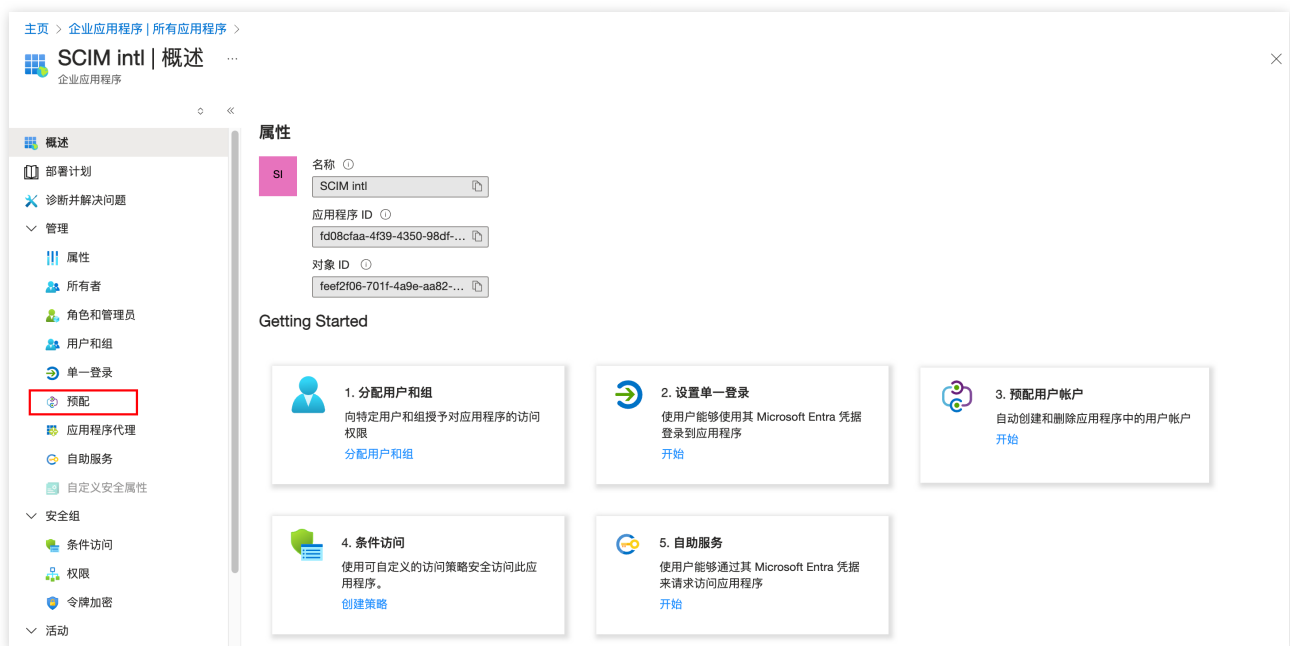 主页 > 企业应用程序 | 所有应用程序 >
SCIM intl | 概述 ...
企业应用程序
概述
部署计划
诊断并解决问题
管理
属性
所有者
角色和管理员
用户和组
单一登录
预配
应用程序代理
自助服务
自定义安全属性
安全组
条件访问
权限
令牌加密
活动
属性
SI
名称
SCIM intl
应用程序 ID
fd08cfaa-4f39-4350-98df-...
对象 ID
feef2f06-701f-4a9e-aa82-...
Getting Started
1. 分配用户和组
向特定用户和组授予对应用程序的访问
权限
分配用户和组
2. 设置单一登录
使用户能够使用其 Microsoft Entra 凭据
登录到应用程序
开始
3. 预配用户帐户
自动创建和删除应用程序中的用户帐户
开始
4. 条件访问
使用可自定义的访问策略安全访问此应
用程序。
创建策略
5. 自助服务
使用户能够通过其 Microsoft Entra 凭据
来请求访问应用程序
开始